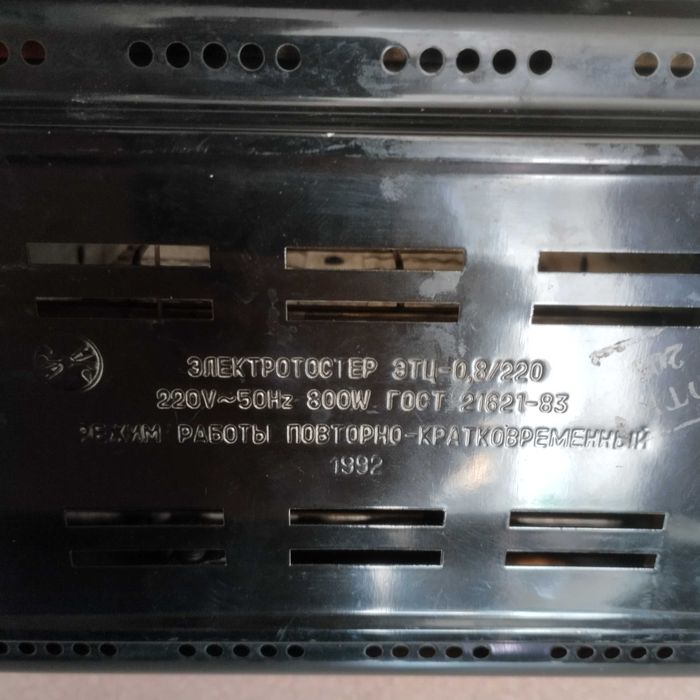 ЭЛЕКТРОТОСТЕР ЭТЦ-0,8/220
220V~50Hz 800W ГОСТ 21621-83
РЕЖИМ РАБОТЫ ПОВТОРНО-КРАТКОВРЕМЕННЫЙ
1992